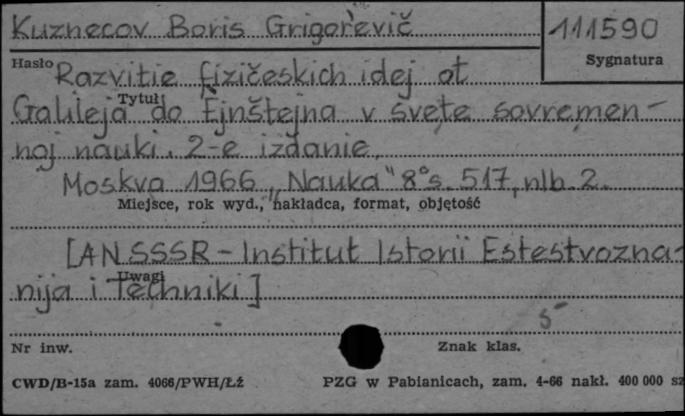 Kuznecov Boris Grigor'evič
111590
Hasło
Sygnatura
Razvitie fizičeskich idej ot
Tytuł
Galileja do Ejnštejna v svete sovremen-
noj nauki. 2-e izdanie.
Moskva 1966 „Nauka" 8° s. 517, nlb. 2.
Miejsce, rok wyd., nakładca, format, objętość
[AN SSSR - Institut Istorii Estestvozna-
Uwagi
nija i Techniki]
5
Nr inw.
Znak klas.
CWD/B-15a zam. 4066/PWH/Łź
PZG w Pabianicach, zam. 4-66 nakł. 400 000 sz